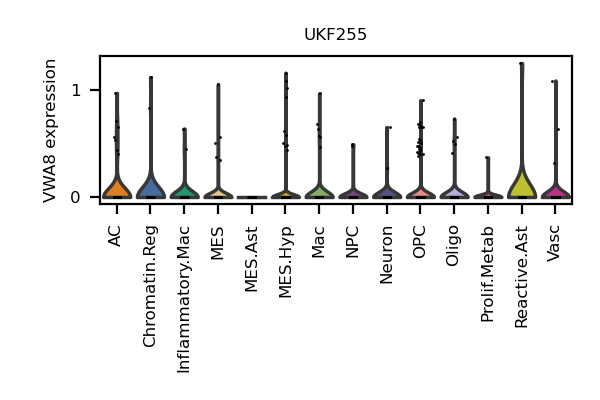 UKF255
VWA8 expression
1
0
AC
Chromatin.Reg
Inflammatory.Mac
MES
MES.Ast
MES.Hyp
Mac
NPC
Neuron
OPC
Oligo
Prolif.Metab
Reactive.Ast
Vasc